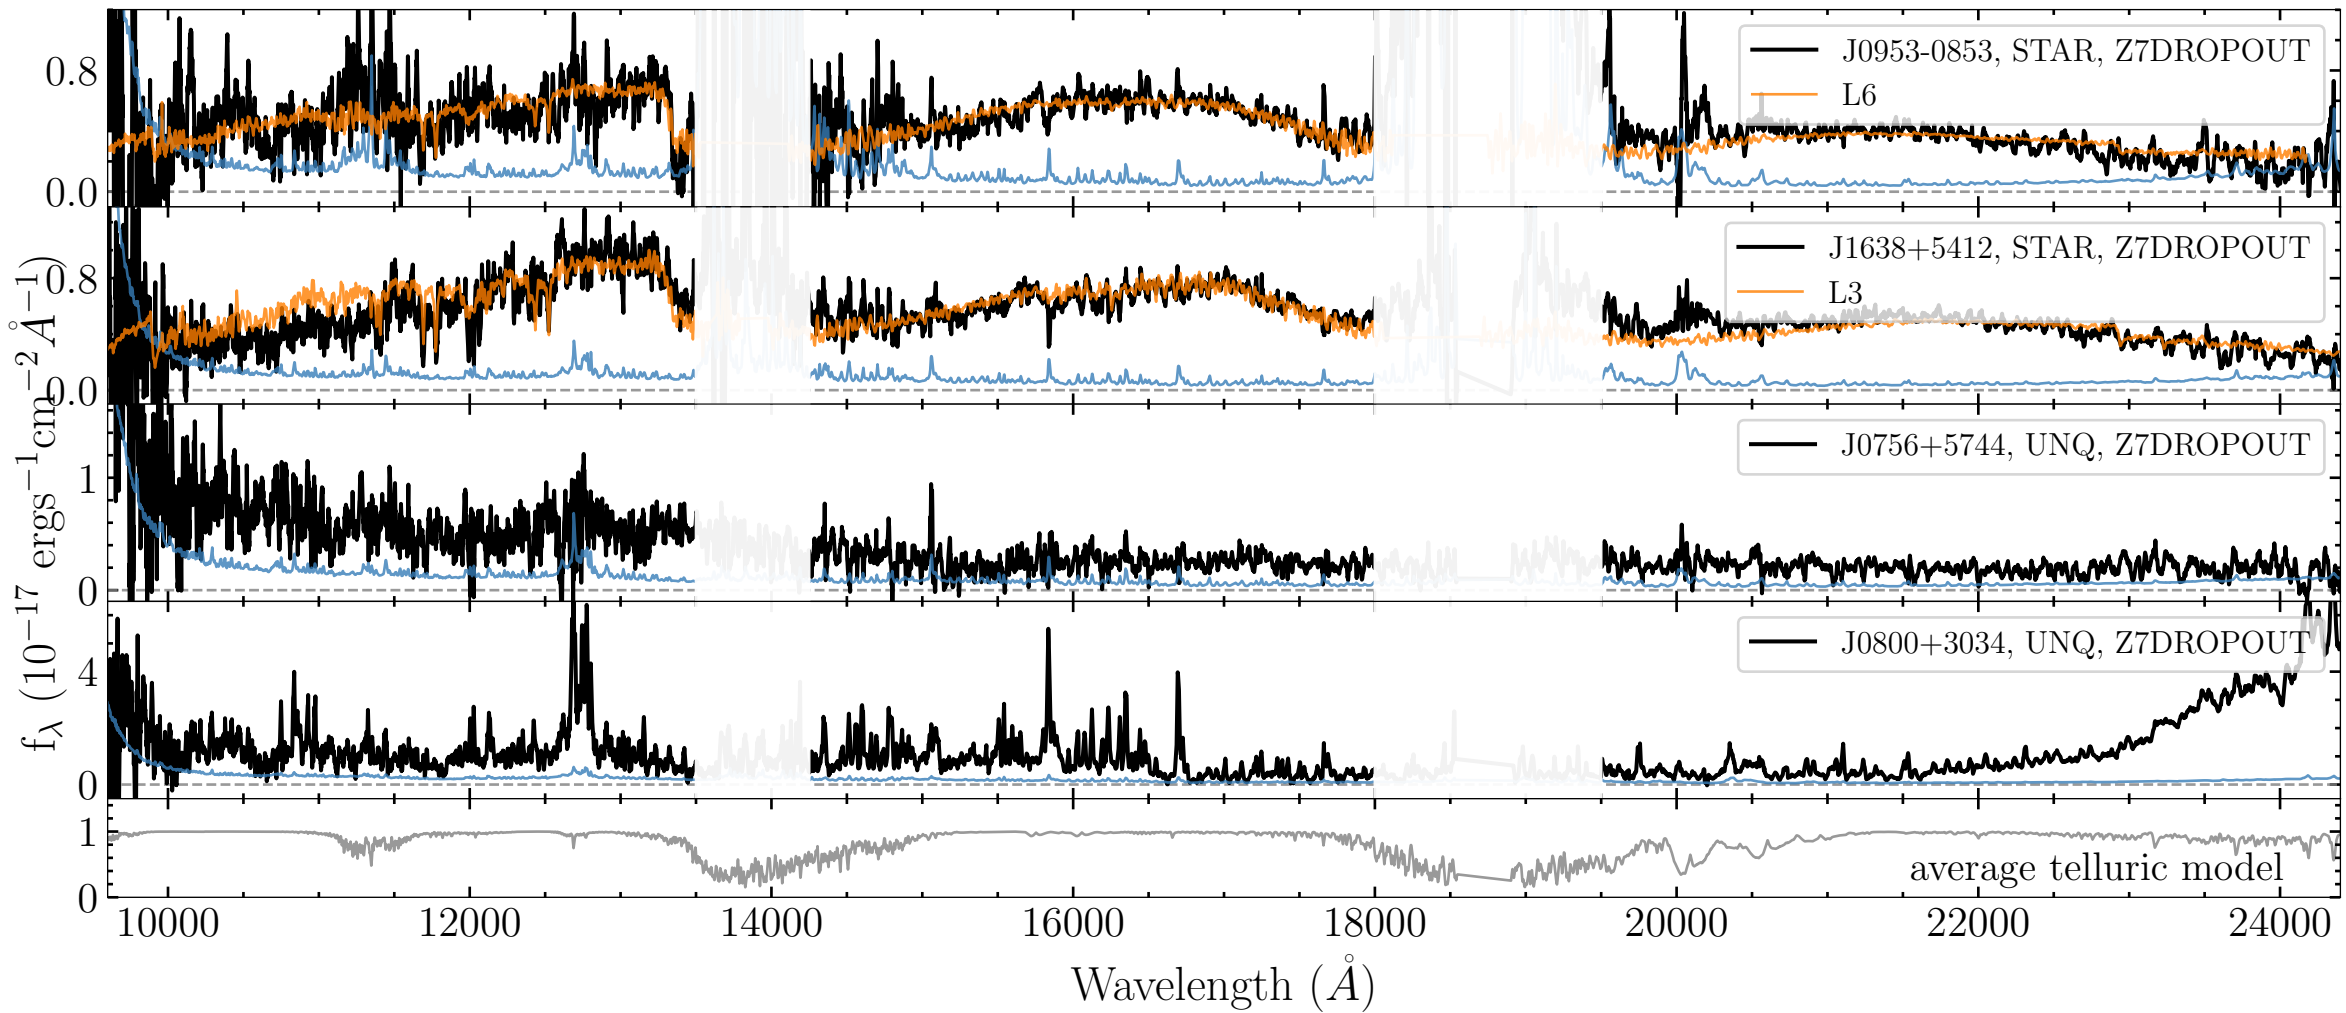 0.8
0.0
J0953-0853, STAR, Z7DROPOUT
L6
0.8
0.0
J1638+5412, STAR, Z7DROPOUT
L3
1
0
J0756+5744, UNQ, Z7DROPOUT
4
0
J0800+3034, UNQ, Z7DROPOUT
1
0
average telluric model
fλ (10⁻¹⁷ ergs⁻¹cm⁻² Å⁻¹)
10000 12000 14000 16000 18000 20000 22000 24000
Wavelength (Å)